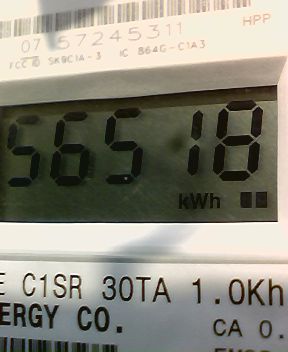 HPP
07 57245311
FCC ID SK9C1A-3 IC B64G-C1A3
56518
kWh
E C1SR 30TA 1.0Kh
ERGY CO.
CA 0.